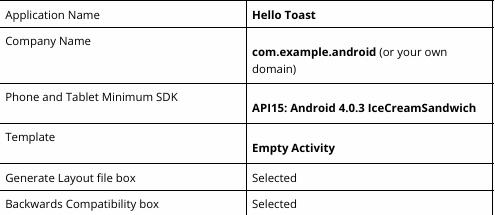 Application Name
Hello Toast
Company Name
com.example.android (or your own
domain)
Phone and Tablet Minimum SDK
API15: Android 4.0.3 IceCreamSandwich
Template
Empty Activity
Generate Layout file box
Selected
Backwards Compatibility box
Selected